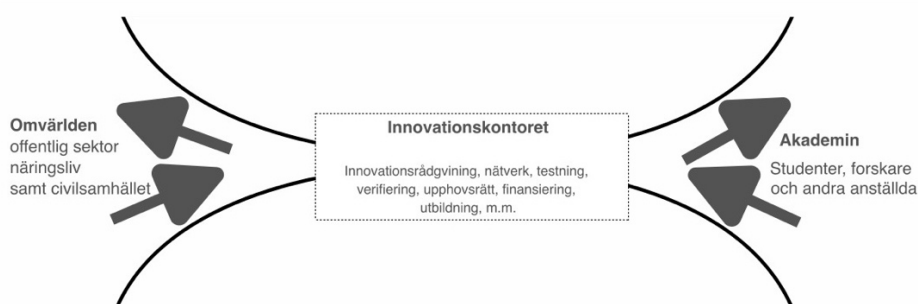 Omvärlden
offentlig sektor
näringsliv
samt civilsamhället
Innovationskontoret
Innovationsrådgvining, nätverk, testning,
verifiering, upphovsrätt, finansiering,
utbildning, m.m.
Akademin
Studenter, forskare
och andra anställda